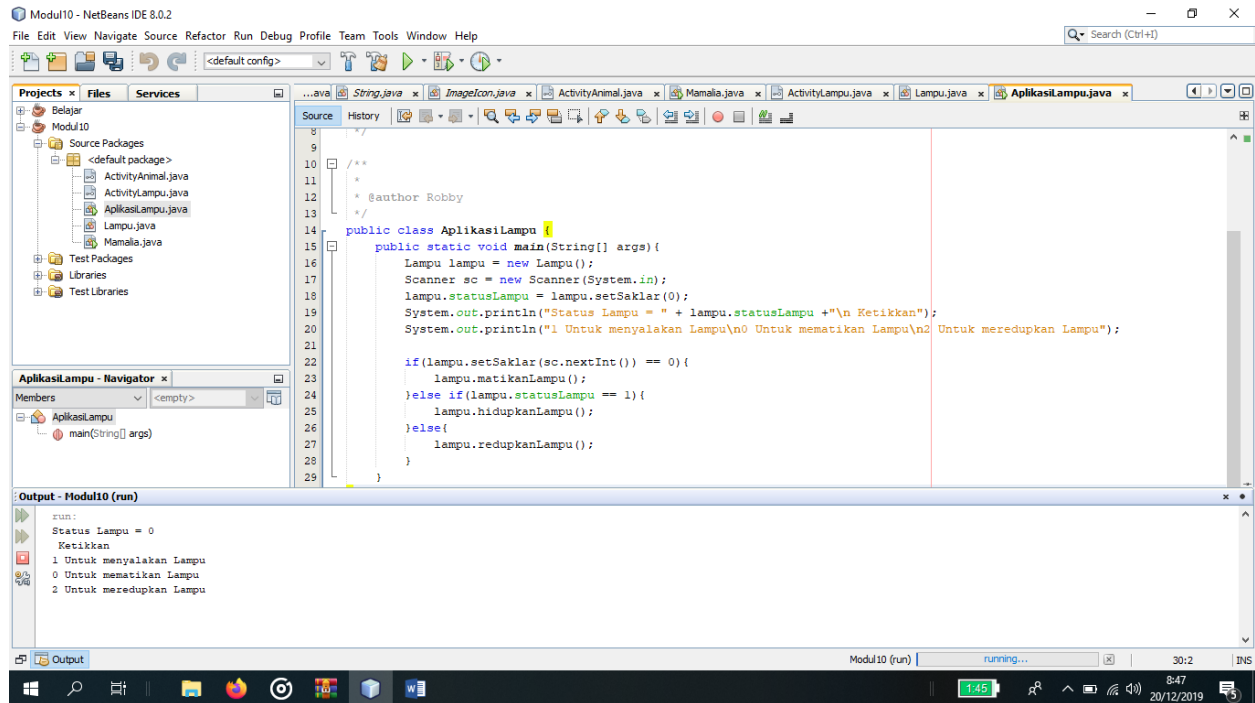 Modul10 - NetBeans IDE 8.0.2
File Edit View Navigate Source Refactor Run Debug Profile Team Tools Window Help
Search (Ctrl+I)
<default config>
Projects x Files Services
...ava String.java x ImageIcon.java x ActivityAnimal.java x Mamalia.java x ActivityLampu.java x Lampu.java x AplikasiLampu.java x
Belajar
Modul10
Source Packages
<default package>
ActivityAnimal.java
ActivityLampu.java
AplikasiLampu.java
Lampu.java
Mamalia.java
Test Packages
Libraries
Test Libraries
AplikasiLampu - Navigator x
Members <empty>
AplikasiLampu
main(String[] args)
Source History
8 */
9
10 /**
11 *
12 * @author Robby
13 */
14 public class AplikasiLampu {
15 public static void main(String[] args){
16 Lampu lampu = new Lampu();
17 Scanner sc = new Scanner(System.in);
18 lampu.statusLampu = lampu.setSaklar(0);
19 System.out.println("Status Lampu = " + lampu.statusLampu +"\n Ketikkan");
20 System.out.println("1 Untuk menyalakan Lampu\n0 Untuk mematikan Lampu\n2 Untuk meredupkan Lampu");
21
22 if(lampu.setSaklar(sc.nextInt()) == 0){
23 lampu.matikanLampu();
24 }else if(lampu.statusLampu == 1){
25 lampu.hidupkanLampu();
26 }else{
27 lampu.redupkanLampu();
28 }
29 }
Output - Modul10 (run)
run:
Status Lampu = 0
Ketikkan
1 Untuk menyalakan Lampu
0 Untuk mematikan Lampu
2 Untuk meredupkan Lampu
Output
Modul10 (run) running... 30:2 INS
1:45
8:47
20/12/2019
5